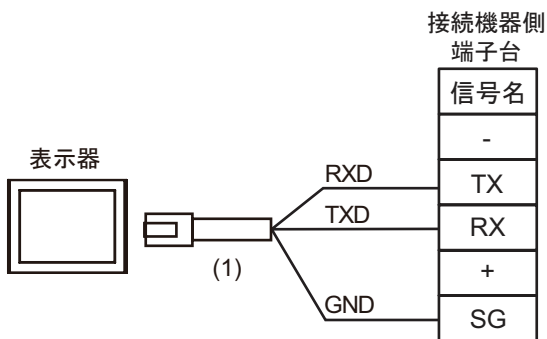 接続機器側
端子台
信号名
-
表示器
RXD
TX
TXD
RX
(1)
+
GND
SG